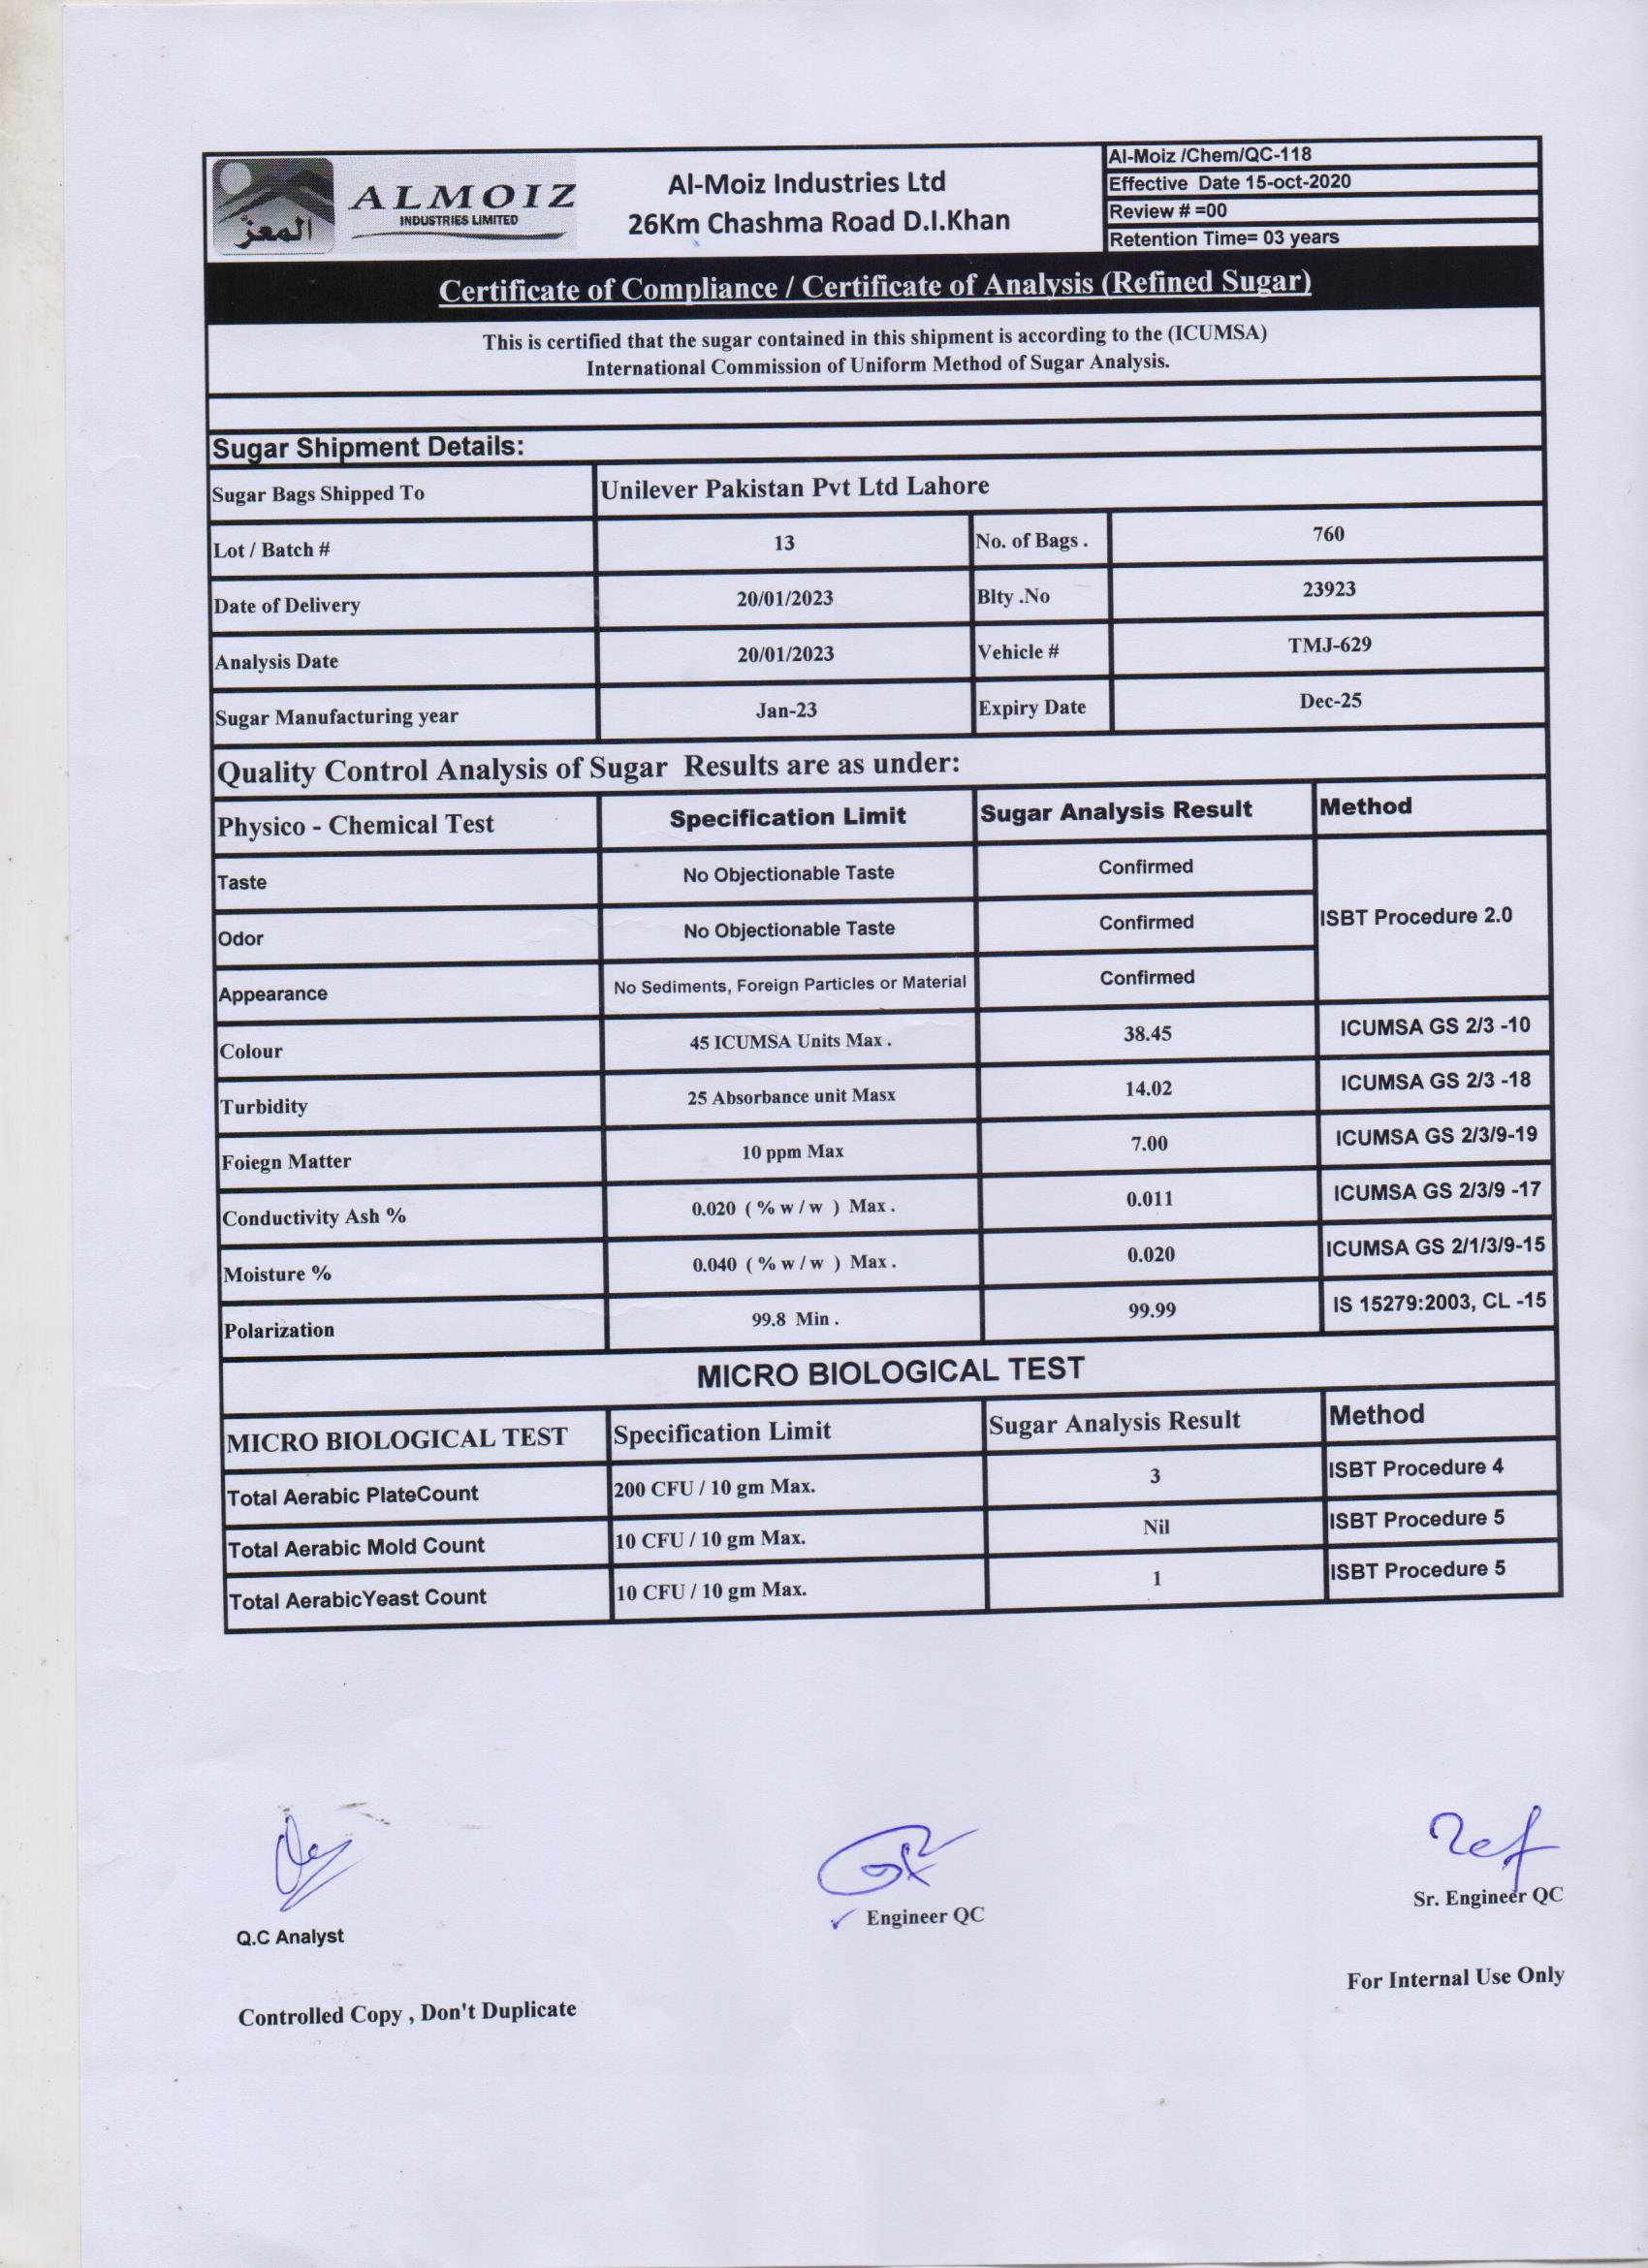 المعز
ALMOIZ
INDUSTRIES LIMITED
Al-Moiz Industries Ltd
26Km Chashma Road D.I.Khan
Al-Moiz /Chem/QC-118
Effective Date 15-oct-2020
Review # =00
Retention Time= 03 years
Certificate of Compliance / Certificate of Analysis (Refined Sugar)
This is certified that the sugar contained in this shipment is according to the (ICUMSA)
International Commission of Uniform Method of Sugar Analysis.
Sugar Shipment Details:
Sugar Bags Shipped To Unilever Pakistan Pvt Ltd Lahore
Lot / Batch # 13 No. of Bags . 760
Date of Delivery 20/01/2023 Blty .No 23923
Analysis Date 20/01/2023 Vehicle # TMJ-629
Sugar Manufacturing year Jan-23 Expiry Date Dec-25
Quality Control Analysis of Sugar Results are as under:
Physico - Chemical Test Specification Limit Sugar Analysis Result Method
Taste No Objectionable Taste Confirmed
Odor No Objectionable Taste Confirmed ISBT Procedure 2.0
Appearance No Sediments, Foreign Particles or Material Confirmed
Colour 45 ICUMSA Units Max . 38.45 ICUMSA GS 2/3 -10
Turbidity 25 Absorbance unit Masx 14.02 ICUMSA GS 2/3 -18
Foiegn Matter 10 ppm Max 7.00 ICUMSA GS 2/3/9-19
Conductivity Ash % 0.020 ( % w / w ) Max . 0.011 ICUMSA GS 2/3/9 -17
Moisture % 0.040 ( % w / w ) Max . 0.020 ICUMSA GS 2/1/3/9-15
Polarization 99.8 Min . 99.99 IS 15279:2003, CL -15
MICRO BIOLOGICAL TEST
MICRO BIOLOGICAL TEST Specification Limit Sugar Analysis Result Method
Total Aerabic PlateCount 200 CFU / 10 gm Max. 3 ISBT Procedure 4
Total Aerabic Mold Count 10 CFU / 10 gm Max. Nil ISBT Procedure 5
Total AerabicYeast Count 10 CFU / 10 gm Max. 1 ISBT Procedure 5
Q.C Analyst
Engineer QC
Sr. Engineer QC
For Internal Use Only
Controlled Copy , Don't Duplicate